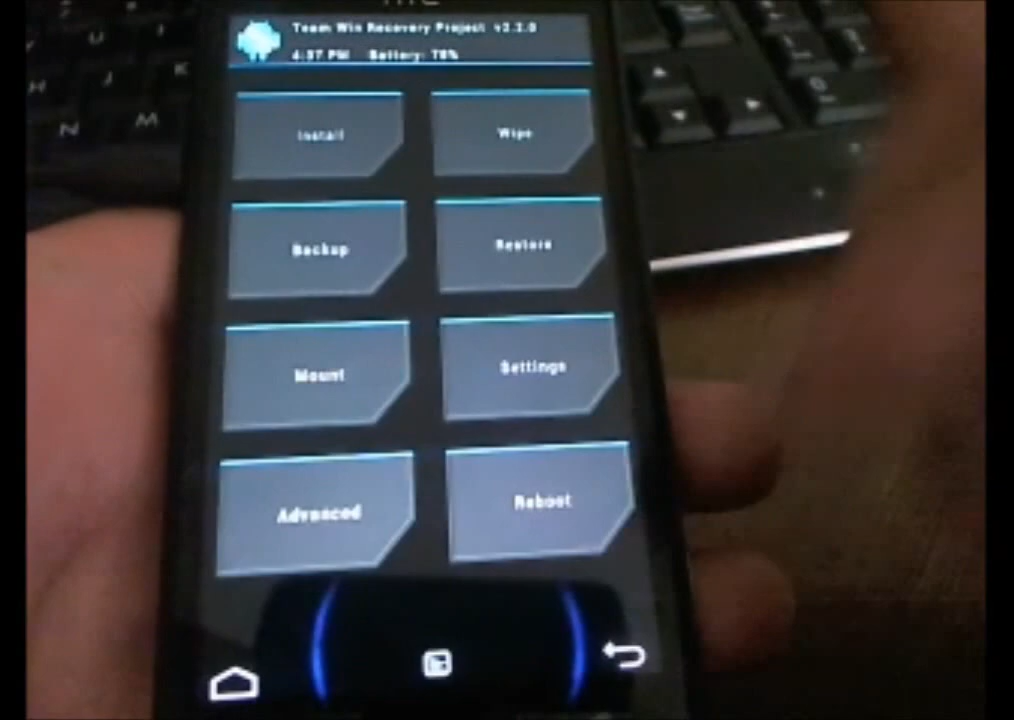 hTC
Team Win Recovery Project v2.2.0
4:37 PM Battery: 78%
Install Wipe
Backup Restore
Mount Settings
Advanced Reboot
U I
H J K
N M